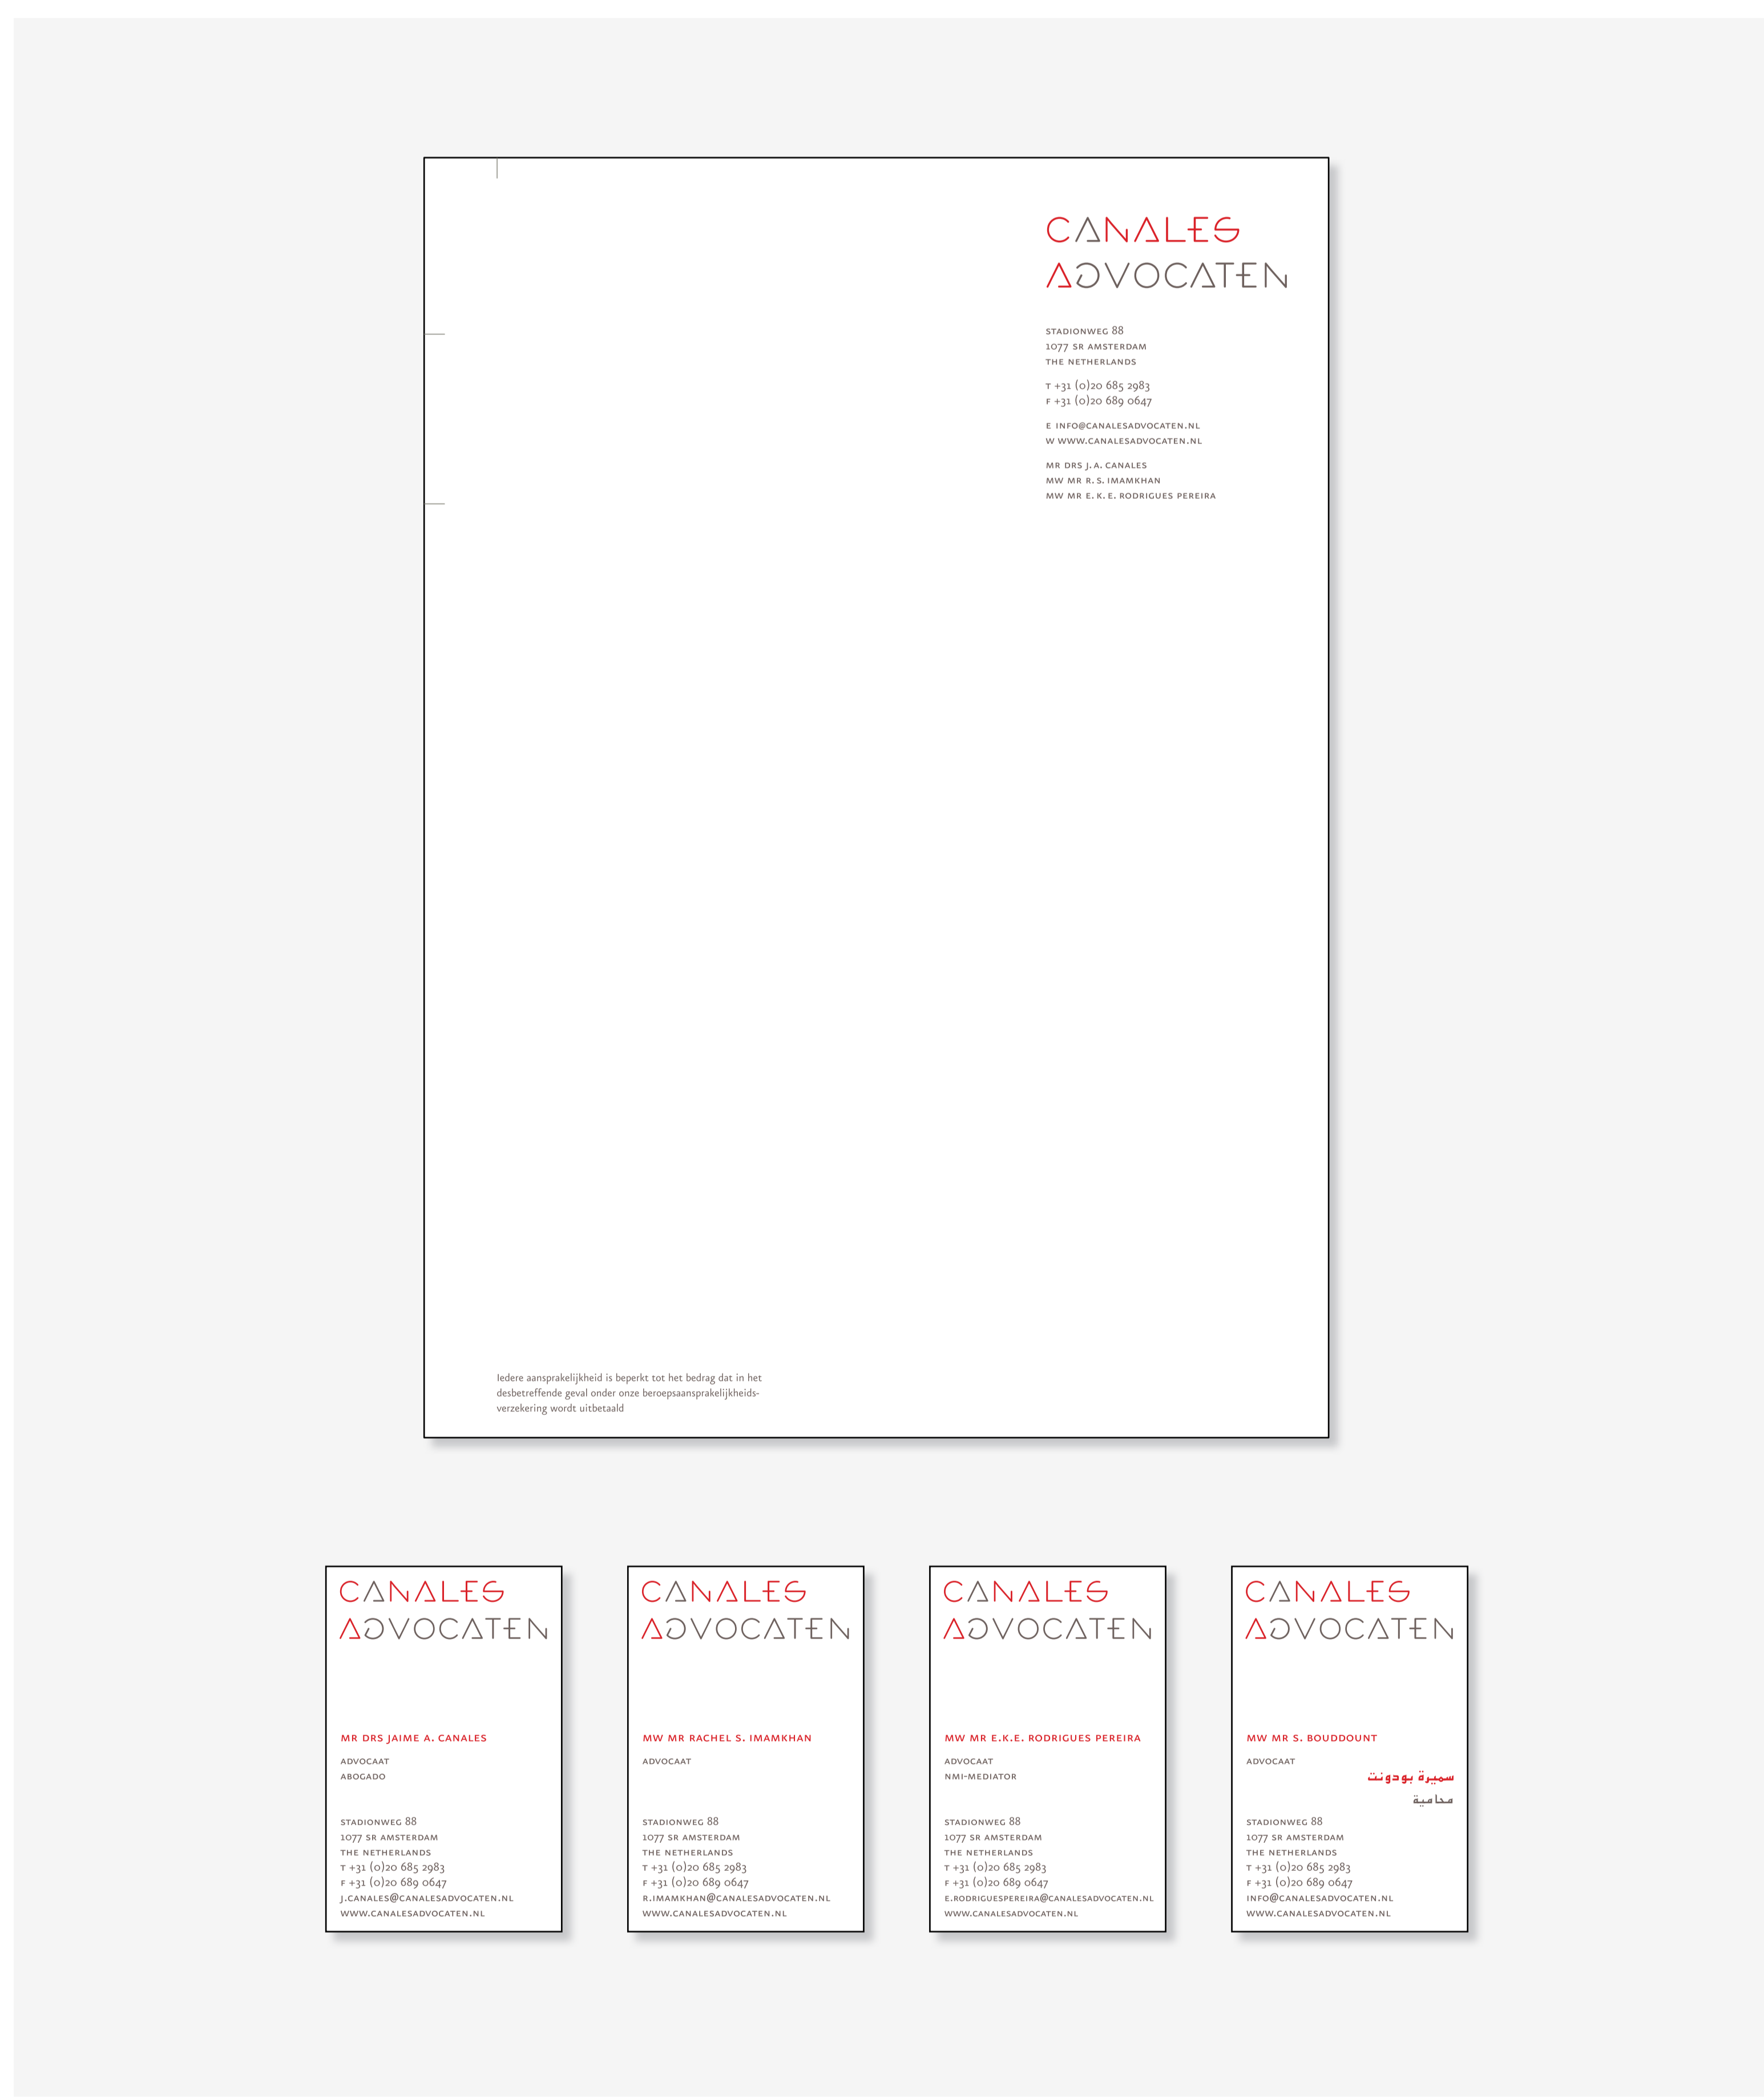 CANALES
ADVOCATEN
STADIONWEG 88
1077 SR AMSTERDAM
THE NETHERLANDS
T +31 (0)20 685 2983
F +31 (0)20 689 0647
E INFO@CANALESADVOCATEN.NL
W WWW.CANALESADVOCATEN.NL
MR DRS J. A. CANALES
MW MR R. S. IMAMKHAN
MW MR E. K. E. RODRIGUES PEREIRA
Iedere aansprakelijkheid is beperkt tot het bedrag dat in het
desbetreffende geval onder onze beroepsaansprakelijkheids-
verzekering wordt uitbetaald
CANALES
ADVOCATEN
MR DRS JAIME A. CANALES
ADVOCAAT
ABOGADO
STADIONWEG 88
1077 SR AMSTERDAM
THE NETHERLANDS
T +31 (0)20 685 2983
F +31 (0)20 689 0647
J.CANALES@CANALESADVOCATEN.NL
WWW.CANALESADVOCATEN.NL
CANALES
ADVOCATEN
MW MR RACHEL S. IMAMKHAN
ADVOCAAT
STADIONWEG 88
1077 SR AMSTERDAM
THE NETHERLANDS
T +31 (0)20 685 2983
F +31 (0)20 689 0647
R.IMAMKHAN@CANALESADVOCATEN.NL
WWW.CANALESADVOCATEN.NL
CANALES
ADVOCATEN
MW MR E.K.E. RODRIGUES PEREIRA
ADVOCAAT
NMI-MEDIATOR
STADIONWEG 88
1077 SR AMSTERDAM
THE NETHERLANDS
T +31 (0)20 685 2983
F +31 (0)20 689 0647
E.RODRIGUESPEREIRA@CANALESADVOCATEN.NL
WWW.CANALESADVOCATEN.NL
CANALES
ADVOCATEN
MW MR S. BOUDDOUNT
ADVOCAAT
سميرة بودونت
محامية
STADIONWEG 88
1077 SR AMSTERDAM
THE NETHERLANDS
T +31 (0)20 685 2983
F +31 (0)20 689 0647
INFO@CANALESADVOCATEN.NL
WWW.CANALESADVOCATEN.NL